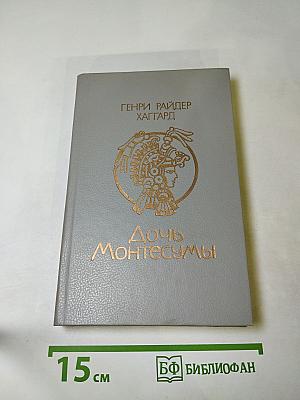 ГЕНРИ РАЙДЕР
ХАГГАРД
Дочь
Монтесумы
15 см
БФ БИБЛИОФАН